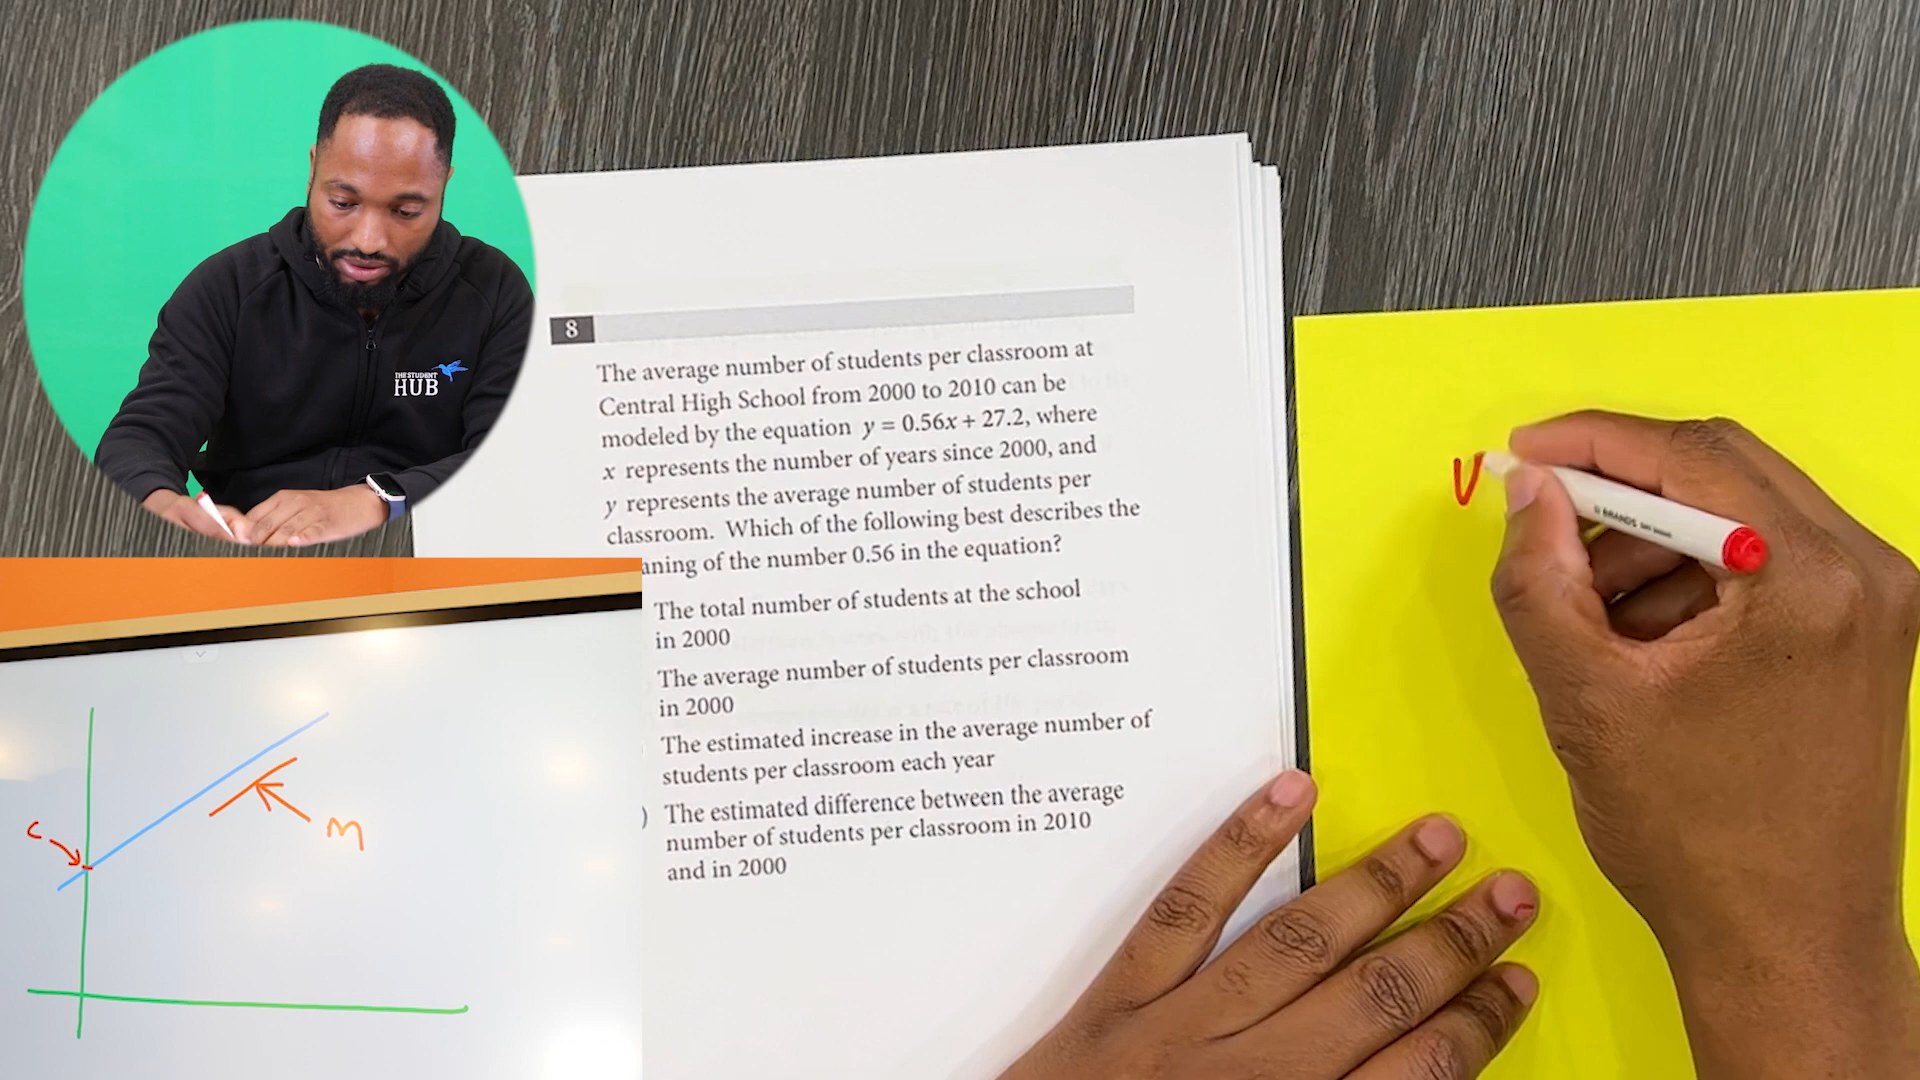 THE STUDENT
HUB
8
The average number of students per classroom at
Central High School from 2000 to 2010 can be
modeled by the equation y = 0.56x + 27.2, where
x represents the number of years since 2000, and
y represents the average number of students per
classroom. Which of the following best describes the
aning of the number 0.56 in the equation?
The total number of students at the school
in 2000
The average number of students per classroom
in 2000
The estimated increase in the average number of
students per classroom each year
) The estimated difference between the average
number of students per classroom in 2010
and in 2000
C
M
U BRANDS